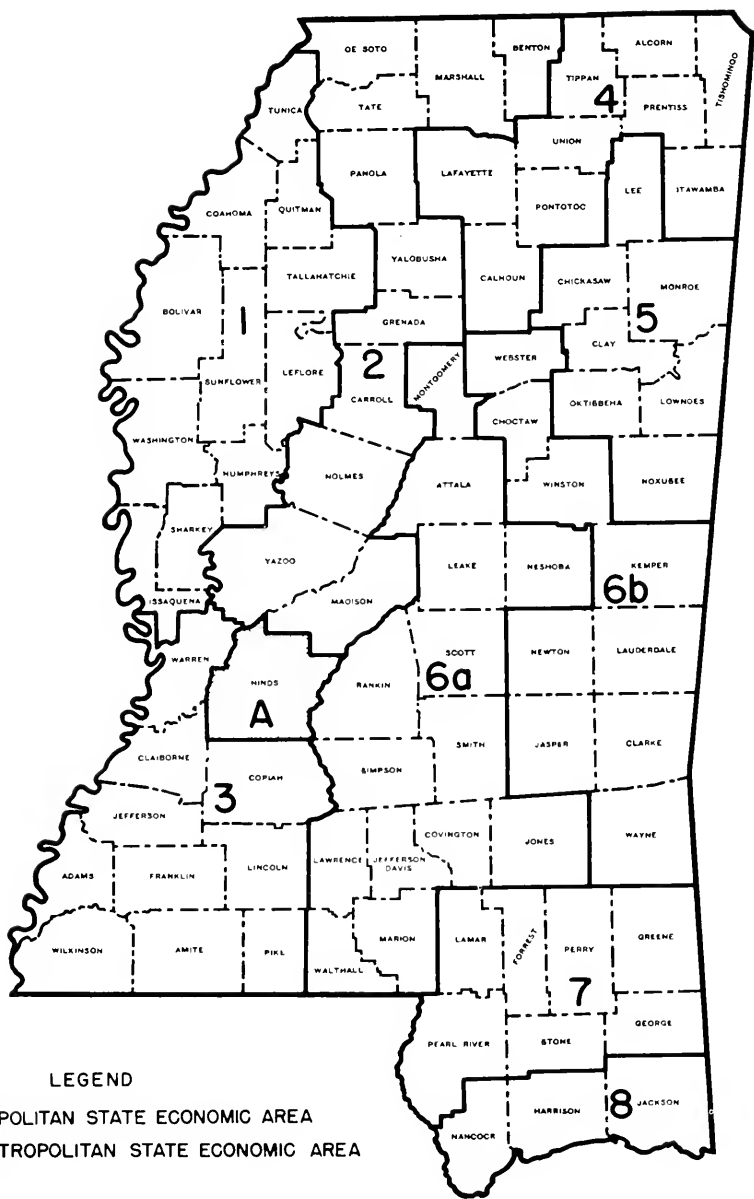 DE SOTO
BENTON
ALCORN
MARSHALL
TIPPAH
TISHOMINGO
4
TUNICA
TATE
PRENTISS
UNION
PANOLA
LAFAYETTE
LEE
ITAWAMBA
COAHOMA
QUITMAN
PONTOTOC
YALOBUSHA
TALLAHATCHIE
CALHOUN
CHICKASAW
MONROE
BOLIVAR
1
GRENADA
5
CLAY
WEBSTER
2
LEFLORE
MONTGOMERY
SUNFLOWER
CARROLL
OKTIBBEHA
LOWNDES
CHOCTAW
WASHINGTON
HUMPHREYS
HOLMES
ATTALA
WINSTON
NOXUBEE
SHARKEY
YAZOO
LEAKE
NESHOBA
KEMPER
6b
ISSAQUENA
MADISON
SCOTT
NEWTON
LAUDERDALE
WARREN
HINDS
RANKIN
6a
A
SMITH
JASPER
CLARKE
CLAIBORNE
COPIAH
SIMPSON
3
JEFFERSON
COVINGTON
JONES
WAYNE
ADAMS
FRANKLIN
LINCOLN
LAWRENCE
JEFFERSON
DAVIS
WILKINSON
AMITE
PIKE
WALTHALL
MARION
LAMAR
FORREST
PERRY
GREENE
7
GEORGE
PEARL RIVER
STONE
HARRISON
8
JACKSON
HANCOCK
LEGEND
POLITAN STATE ECONOMIC AREA
TROPOLITAN STATE ECONOMIC AREA